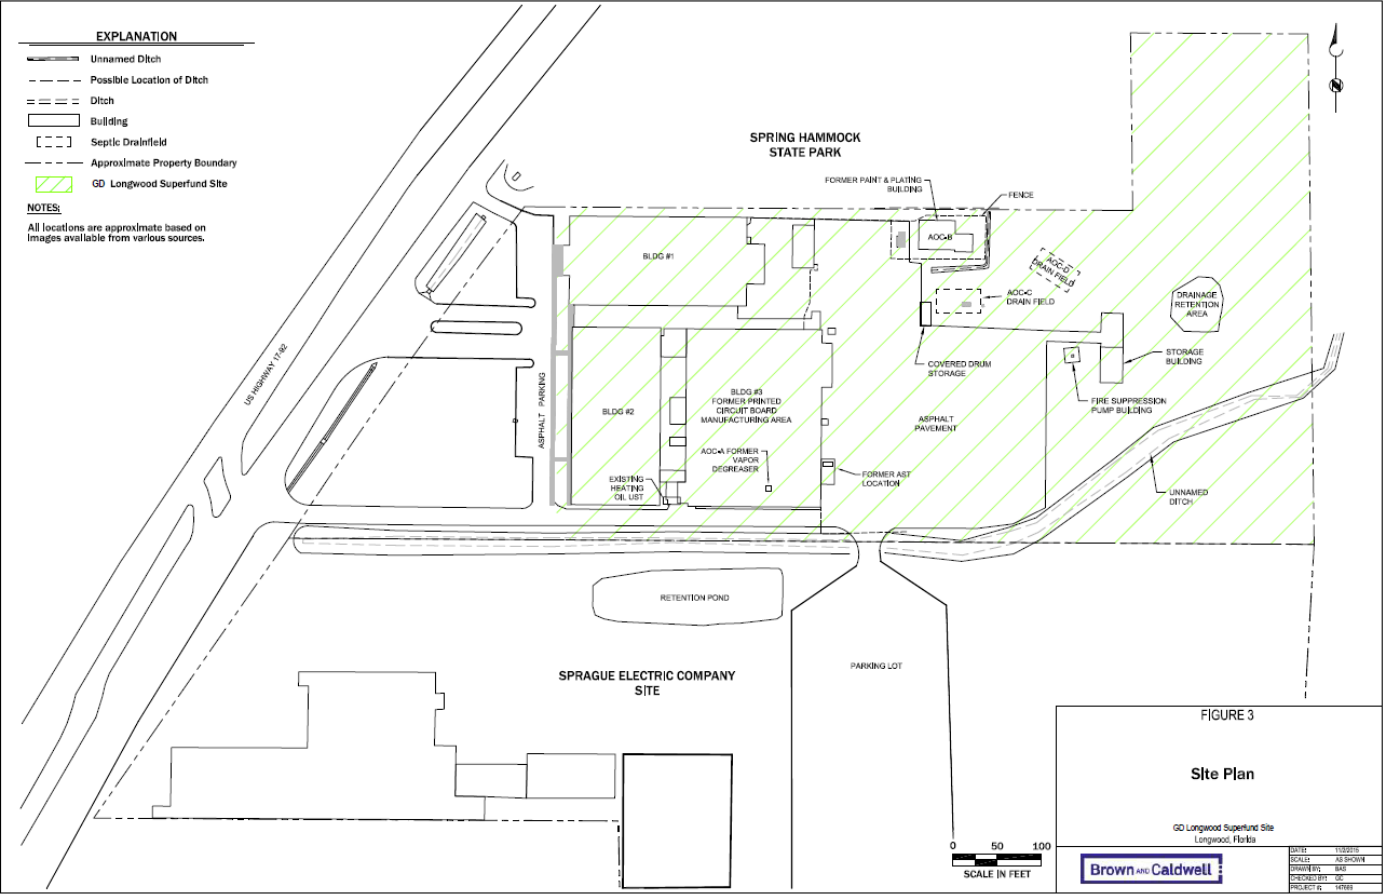 EXPLANATION
Unnamed Ditch
Possible Location of Ditch
Ditch
Building
Septic Drainfield
Approximate Property Boundary
GD Longwood Superfund Site
NOTES:
All locations are approximate based on
images available from various sources.
SPRING HAMMOCK
STATE PARK
FORMER PAINT & PLATING
BUILDING
FENCE
AOC-B
BLDG #1
AOC-D
DRAIN FIELD
AOC-C
DRAIN FIELD
DRAINAGE
RETENTION
AREA
US HIGHWAY 17-92
COVERED DRUM
STORAGE
STORAGE
BUILDING
ASPHALT PARKING
BLDG #2
BLDG #3
FORMER PRINTED
CIRCUIT BOARD
MANUFACTURING AREA
FIRE SUPPRESSION
PUMP BUILDING
ASPHALT
PAVEMENT
AOC-A FORMER
VAPOR
DEGREASER
EXISTING
HEATING
OIL UST
FORMER AST
LOCATION
UNNAMED
DITCH
RETENTION POND
PARKING LOT
SPRAGUE ELECTRIC COMPANY
SITE
0 50 100
SCALE IN FEET
FIGURE 3
Site Plan
GD Longwood Superfund Site
Longwood, Florida
Brown AND Caldwell
DATE: 11/2/2015
SCALE: AS SHOWN
DRAWN BY: BAS
CHECKED BY: GC
PROJECT #: